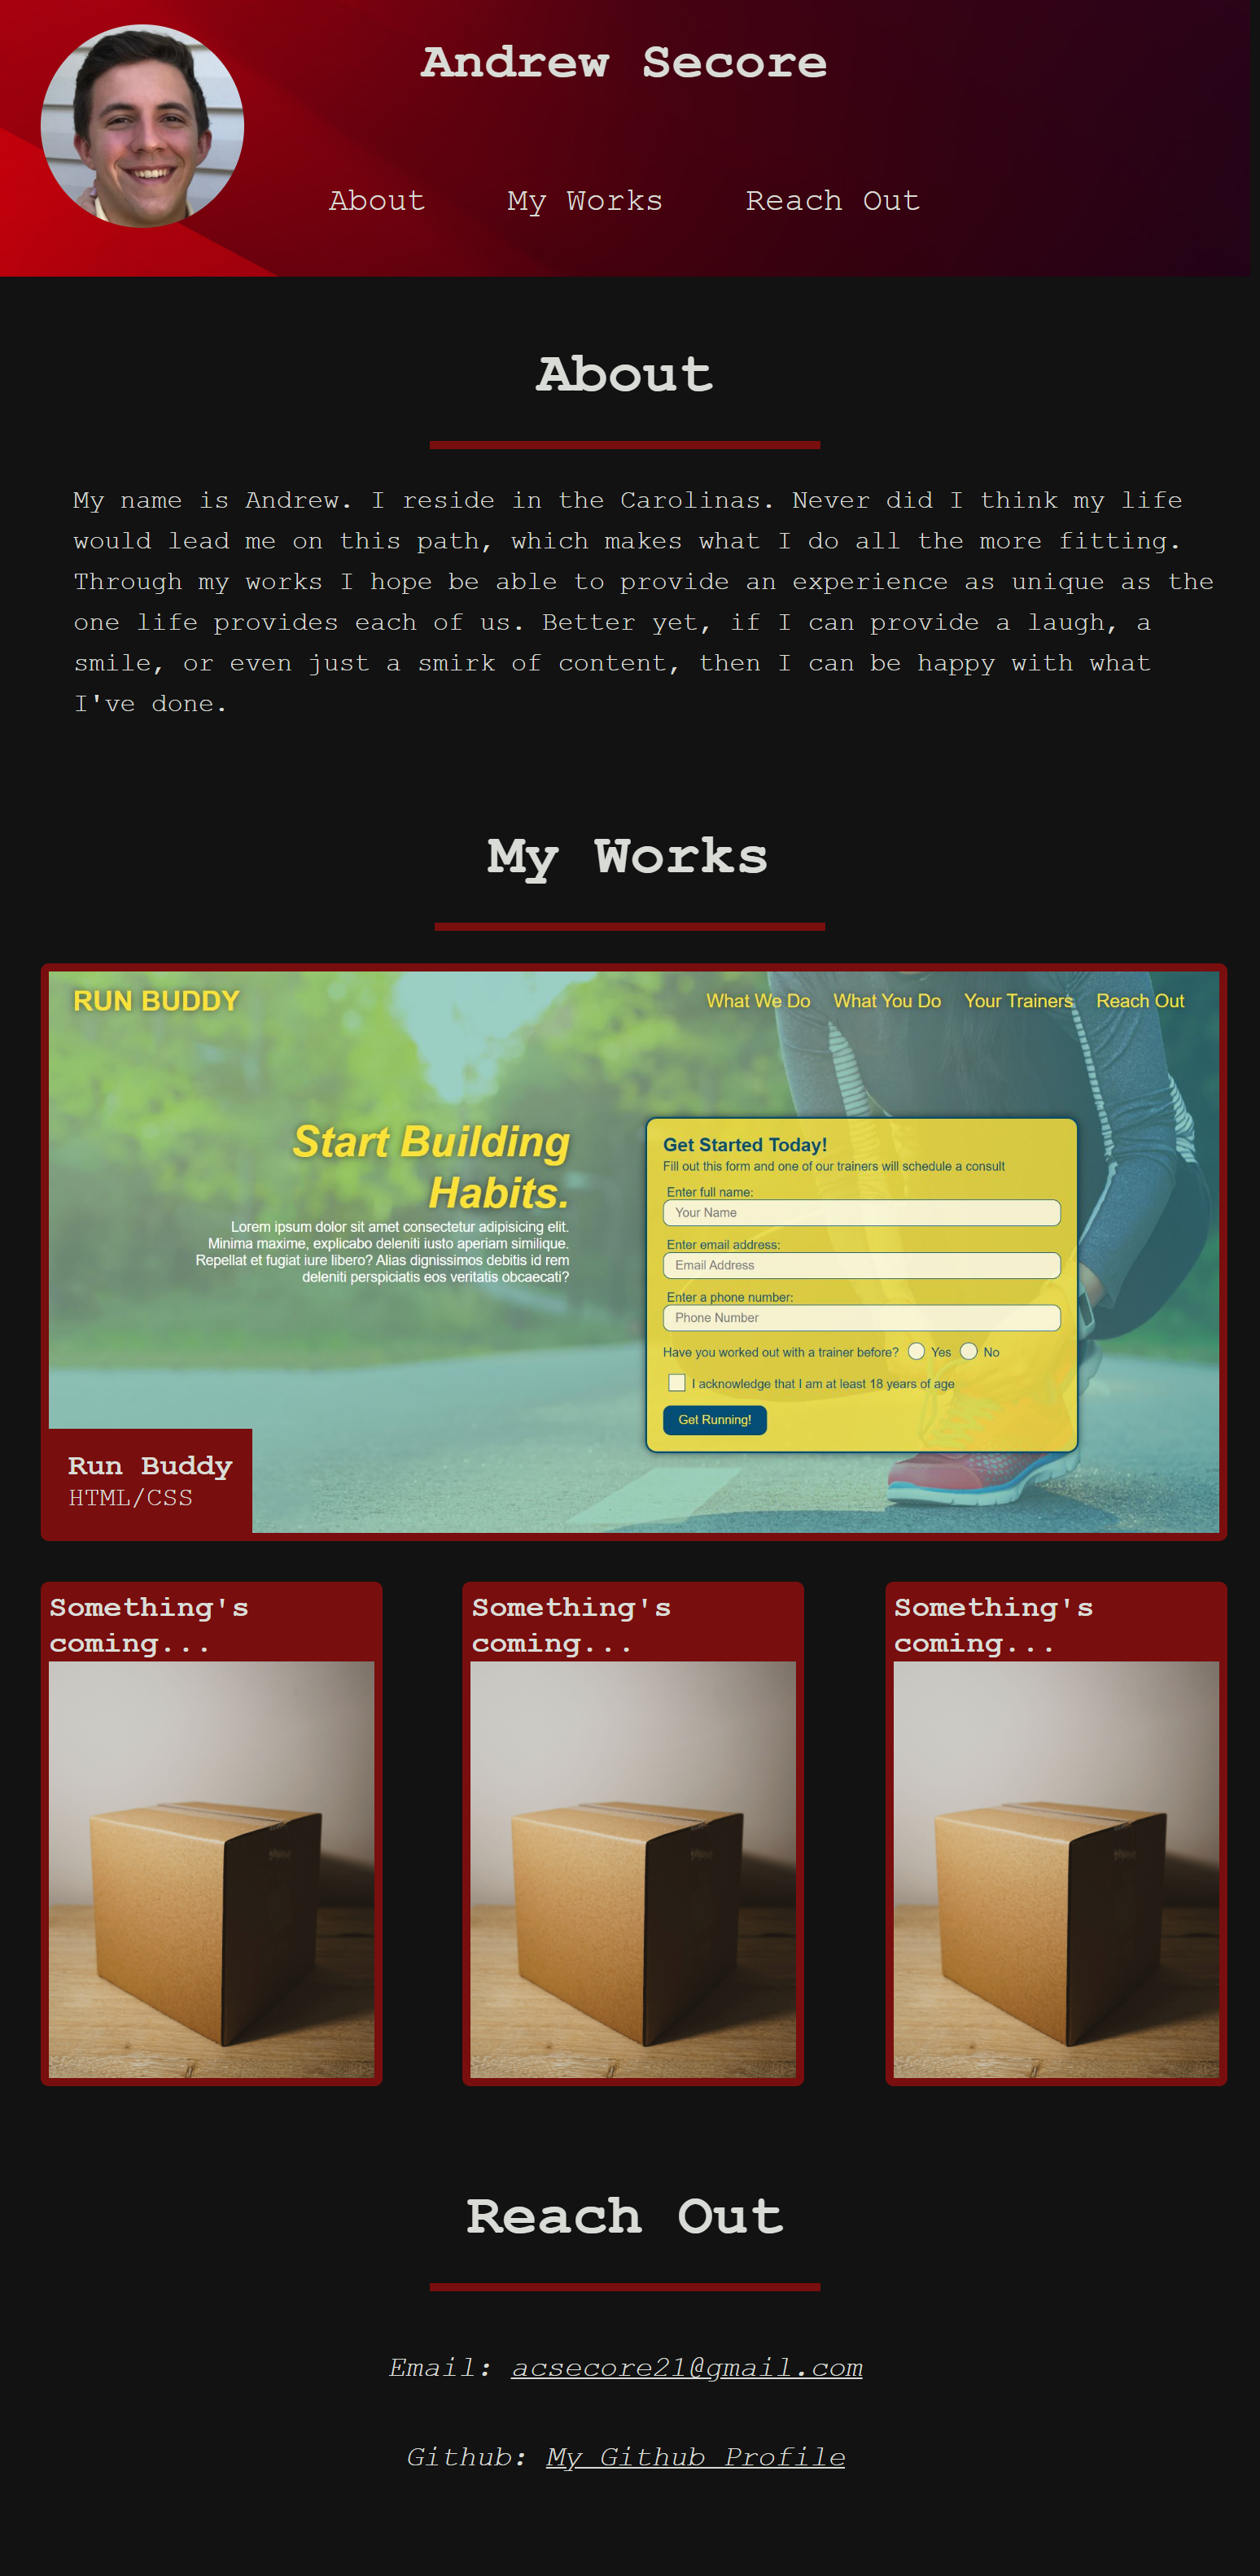 Andrew Secore
About My Works Reach Out
About
My name is Andrew. I reside in the Carolinas. Never did I think my life
would lead me on this path, which makes what I do all the more fitting.
Through my works I hope be able to provide an experience as unique as the
one life provides each of us. Better yet, if I can provide a laugh, a
smile, or even just a smirk of content, then I can be happy with what
I've done.
My Works
RUN BUDDY
What We Do What You Do Your Trainers Reach Out
Start Building
Habits.
Lorem ipsum dolor sit amet consectetur adipisicing elit.
Minima maxime, explicabo deleniti iusto aperiam similique.
Repellat et fugiat iure libero? Alias dignissimos debitis id rem
deleniti perspiciatis eos veritatis obcaecati?
Get Started Today!
Fill out this form and one of our trainers will schedule a consult
Enter full name:
Your Name
Enter email address:
Email Address
Enter a phone number:
Phone Number
Have you worked out with a trainer before? Yes No
I acknowledge that I am at least 18 years of age
Get Running!
Run Buddy
HTML/CSS
Something's
coming...
Something's
coming...
Something's
coming...
Reach Out
Email: acsecore21@gmail.com
Github: My Github Profile